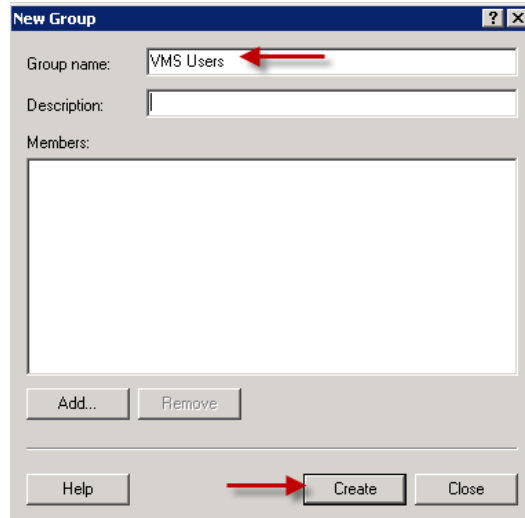 New Group
Group name: VMS Users
Description:
Members:
Add... Remove
Help Create Close